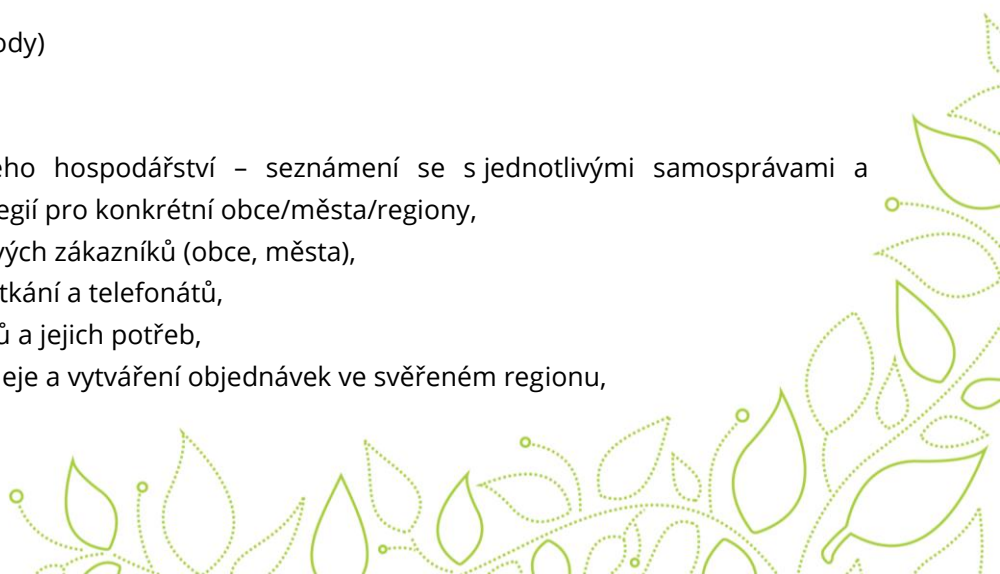 ody)
ého hospodářství – seznámení se s jednotlivými samosprávami a
egií pro konkrétní obce/města/regiony,
vých zákazníků (obce, města),
tkání a telefonátů,
ů a jejich potřeb,
eje a vytváření objednávek ve svěřeném regionu,